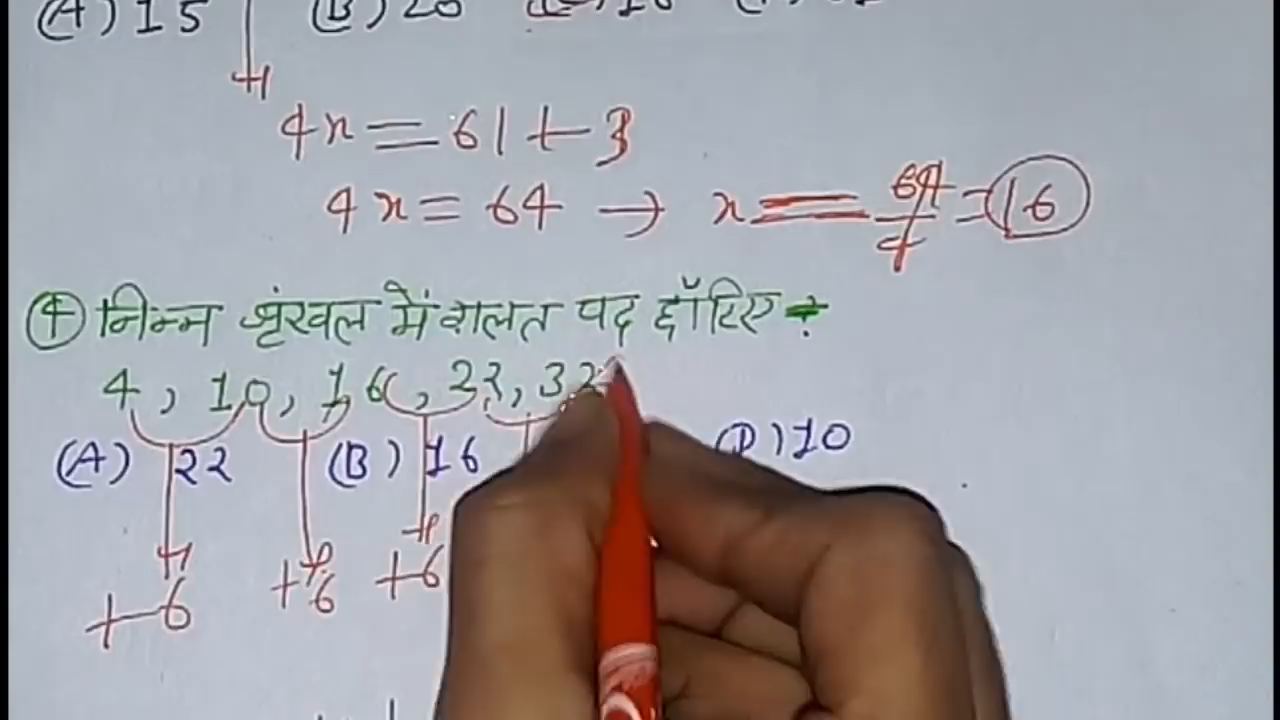 (A) 15 (B) 20
4x = 61 + 3
4x = 64 → x = 64/4 = 16
④ निम्न शृंखल में गलत पद छाँटिए ?
4, 10, 16, 22, 32
(A) 22 (B) 16 (D) 10
+6 +6 +6